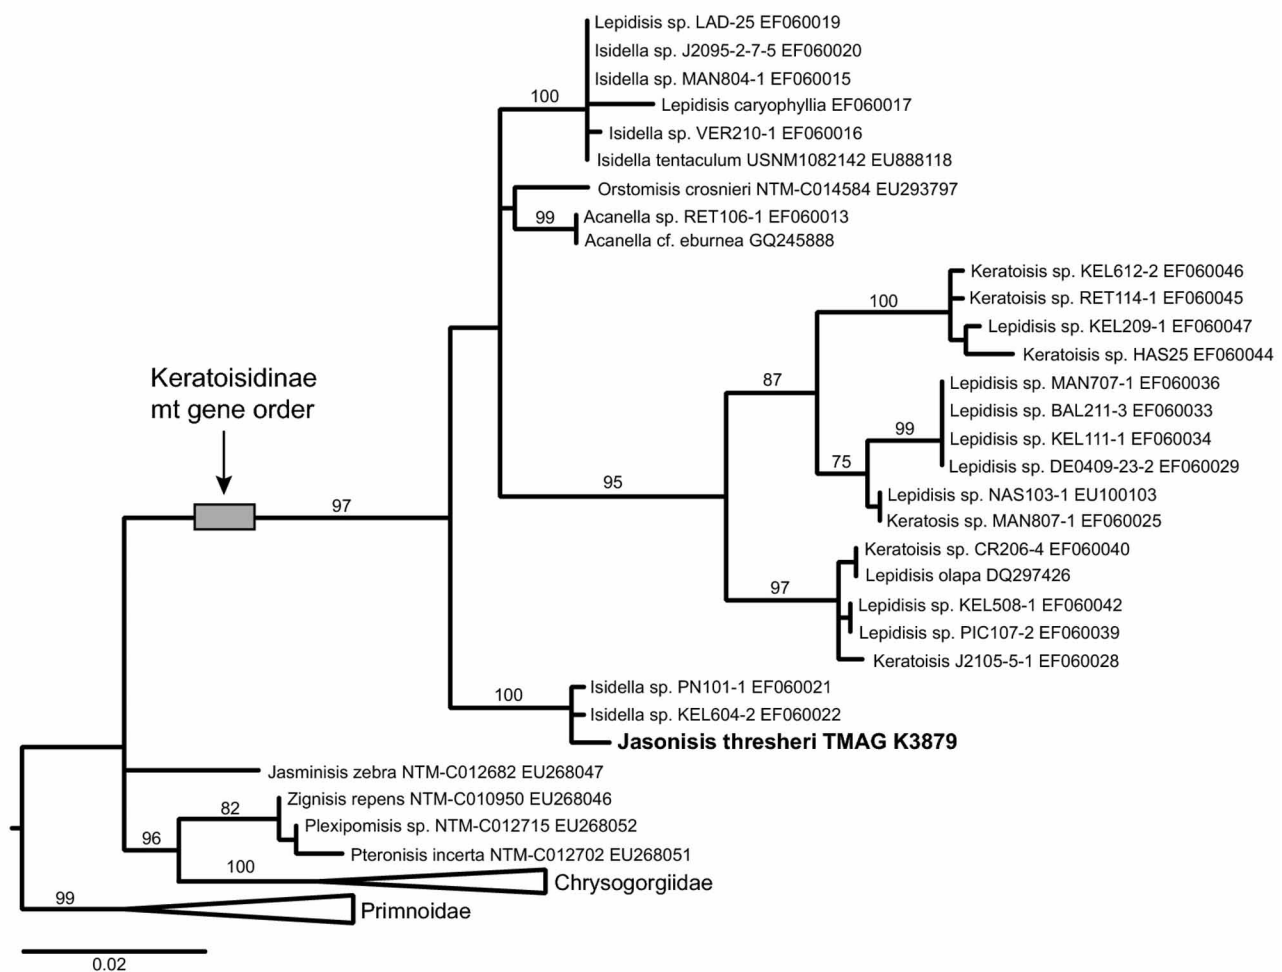 Lepidisis sp. LAD-25 EF060019
Isidella sp. J2095-2-7-5 EF060020
Isidella sp. MAN804-1 EF060015
100
Lepidisis caryophyllia EF060017
Isidella sp. VER210-1 EF060016
Isidella tentaculum USNM1082142 EU888118
Orstomisis crosnieri NTM-C014584 EU293797
99
Acanella sp. RET106-1 EF060013
Acanella cf. eburnea GQ245888
Keratoisis sp. KEL612-2 EF060046
100
Keratoisis sp. RET114-1 EF060045
Lepidisis sp. KEL209-1 EF060047
Keratoisis sp. HAS25 EF060044
Keratoisidinae
mt gene order
87
Lepidisis sp. MAN707-1 EF060036
Lepidisis sp. BAL211-3 EF060033
99
Lepidisis sp. KEL111-1 EF060034
75
Lepidisis sp. DE0409-23-2 EF060029
95
Lepidisis sp. NAS103-1 EU100103
97
Keratosis sp. MAN807-1 EF060025
Keratoisis sp. CR206-4 EF060040
Lepidisis olapa DQ297426
97
Lepidisis sp. KEL508-1 EF060042
Lepidisis sp. PIC107-2 EF060039
Keratoisis J2105-5-1 EF060028
100
Isidella sp. PN101-1 EF060021
Isidella sp. KEL604-2 EF060022
Jasonisis thresheri TMAG K3879
Jasminisis zebra NTM-C012682 EU268047
82
Zignisis repens NTM-C010950 EU268046
Plexipomisis sp. NTM-C012715 EU268052
96
Pteronisis incerta NTM-C012702 EU268051
100
Chrysogorgiidae
99
Primnoidae
0.02